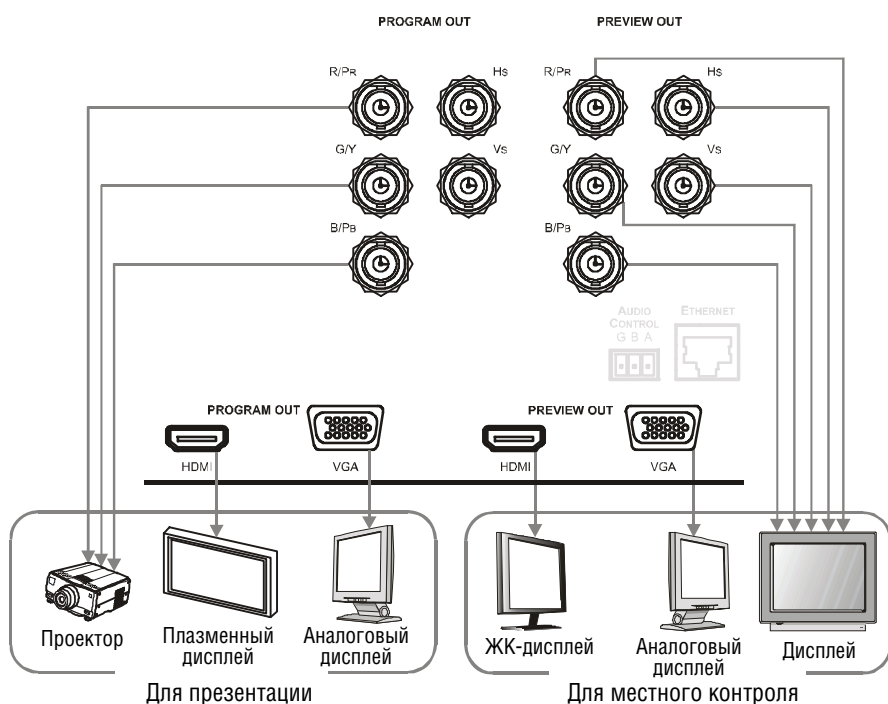 PROGRAM OUT
PREVIEW OUT
R/PR
HS
R/PR
HS
G/Y
VS
G/Y
VS
B/PB
B/PB
AUDIO
CONTROL
G B A
ETHERNET
PROGRAM OUT
PREVIEW OUT
HDMI
VGA
HDMI
VGA
Проектор
Плазменный
дисплей
Аналоговый
дисплей
ЖК-дисплей
Аналоговый
дисплей
Дисплей
Для презентации
Для местного контроля